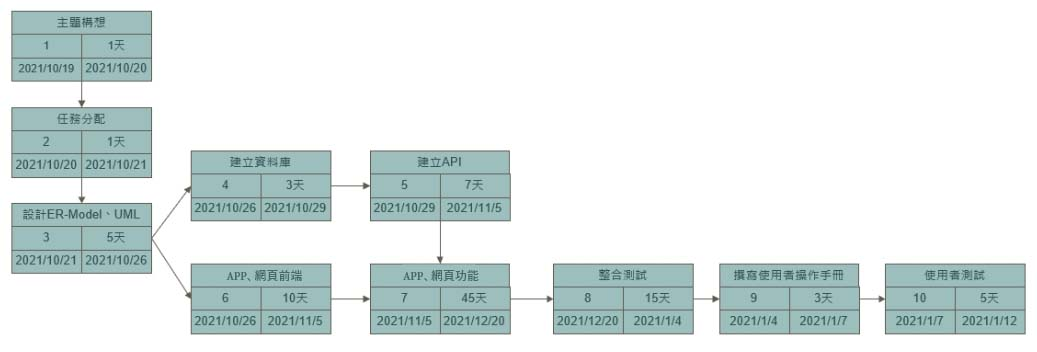 主題構想
1 1天
2021/10/19 2021/10/20
任務分配
2 1天
2021/10/20 2021/10/21
設計ER-Model、UML
3 5天
2021/10/21 2021/10/26
建立資料庫
4 3天
2021/10/26 2021/10/29
建立API
5 7天
2021/10/29 2021/11/5
APP、網頁前端
6 10天
2021/10/26 2021/11/5
APP、網頁功能
7 45天
2021/11/5 2021/12/20
整合測試
8 15天
2021/12/20 2021/1/4
撰寫使用者操作手冊
9 3天
2021/1/4 2021/1/7
使用者測試
10 5天
2021/1/7 2021/1/12